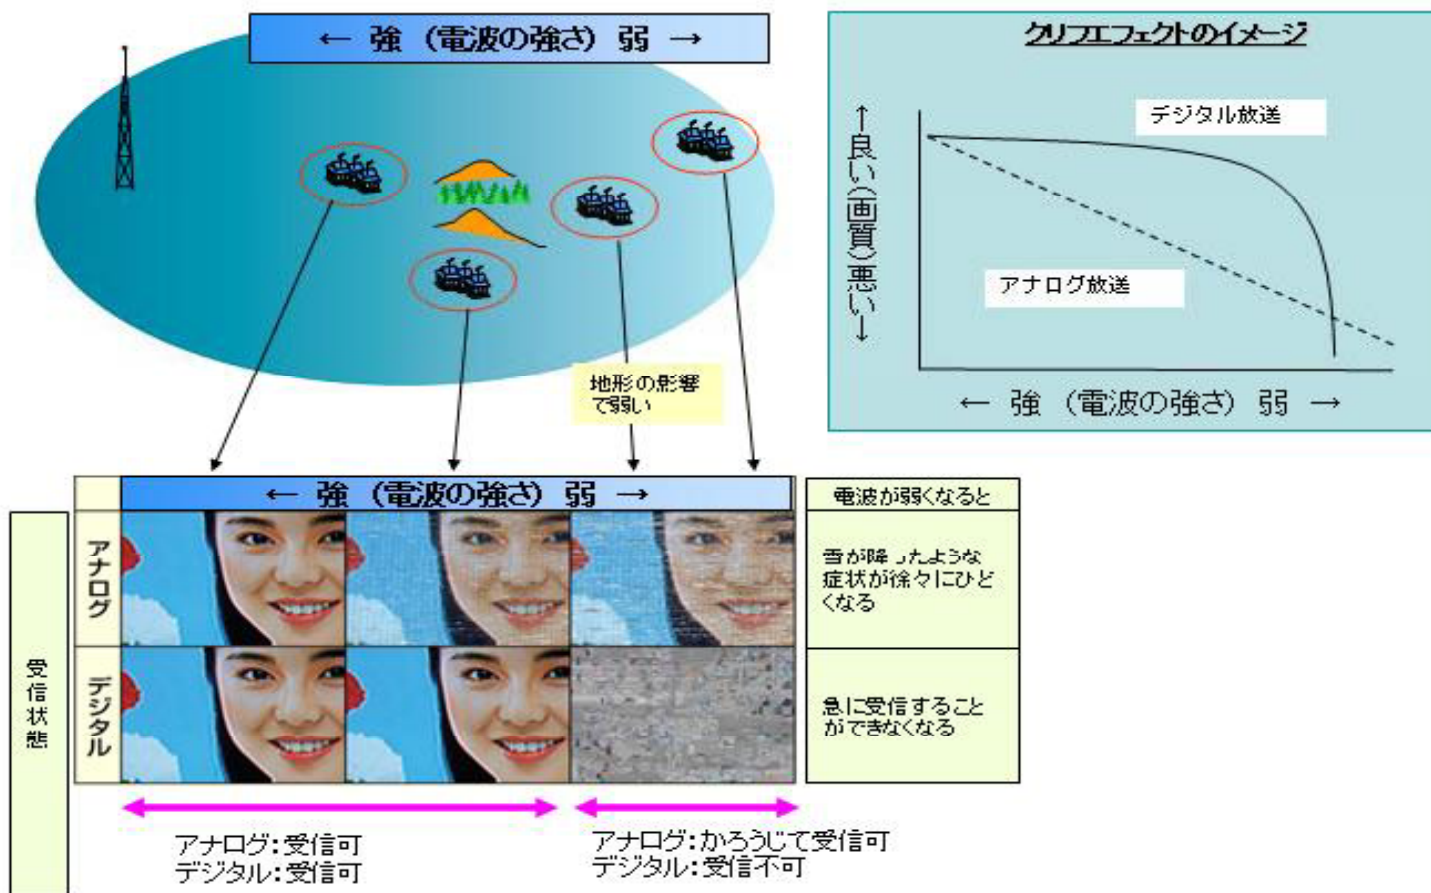 ← 強 (電波の強さ) 弱 →
地形の影響
で弱い
クリフエフェクトのイメージ
←良い(画質)悪い→
デジタル放送
アナログ放送
← 強 (電波の強さ) 弱 →
← 強 (電波の強さ) 弱 →
電波が弱くなると
受信状態
アナログ
雪が降ったような
症状が徐々にひど
くなる
デジタル
急に受信すること
ができなくなる
アナログ:受信可
デジタル:受信可
アナログ:かろうじて受信可
デジタル:受信不可